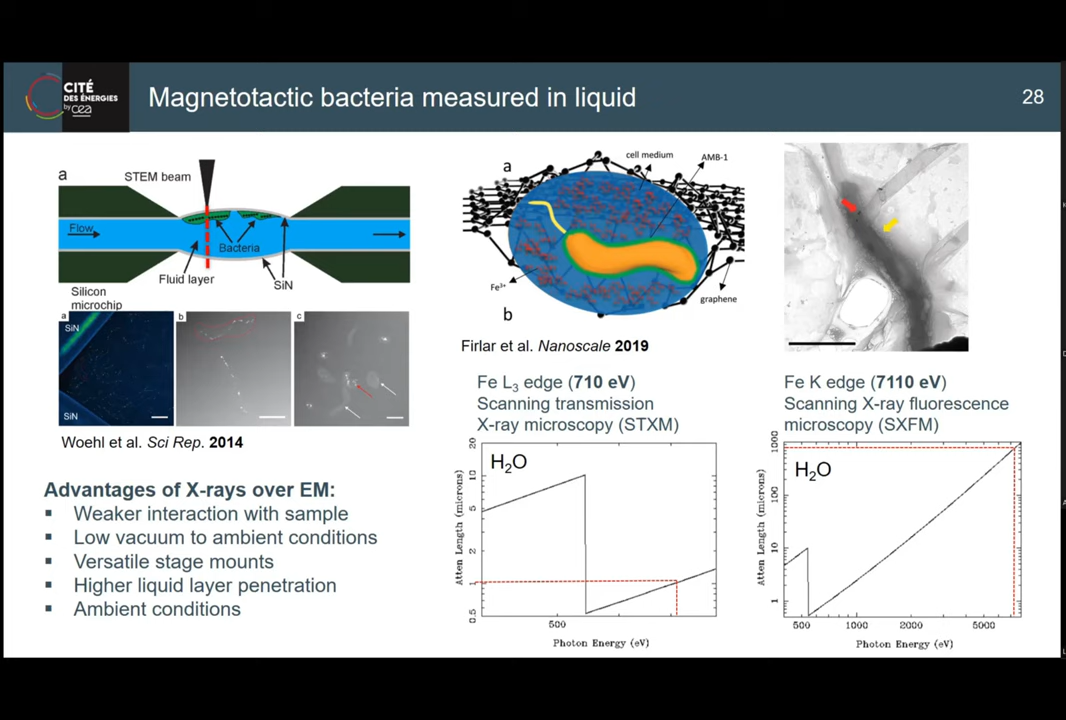 CITÉ
DES ÉNERGIES
by cea
Magnetotactic bacteria measured in liquid
28
a
STEM beam
Flow
Bacteria
Fluid layer
SiN
Silicon
microchip
a
SiN
SiN
b
c
Woehl et al. Sci Rep. 2014
Advantages of X-rays over EM:
▪ Weaker interaction with sample
▪ Low vacuum to ambient conditions
▪ Versatile stage mounts
▪ Higher liquid layer penetration
▪ Ambient conditions
a
cell medium
AMB-1
Fe³⁺
graphene
b
Firlar et al. Nanoscale 2019
Fe L₃ edge (710 eV)
Scanning transmission
X-ray microscopy (STXM)
H₂O
20
10
5
2
1
0.5
Atten Length (microns)
500
Photon Energy (eV)
Fe K edge (7110 eV)
Scanning X-ray fluorescence
microscopy (SXFM)
H₂O
1000
100
10
1
Atten Length (microns)
500 1000 2000 5000
Photon Energy (eV)